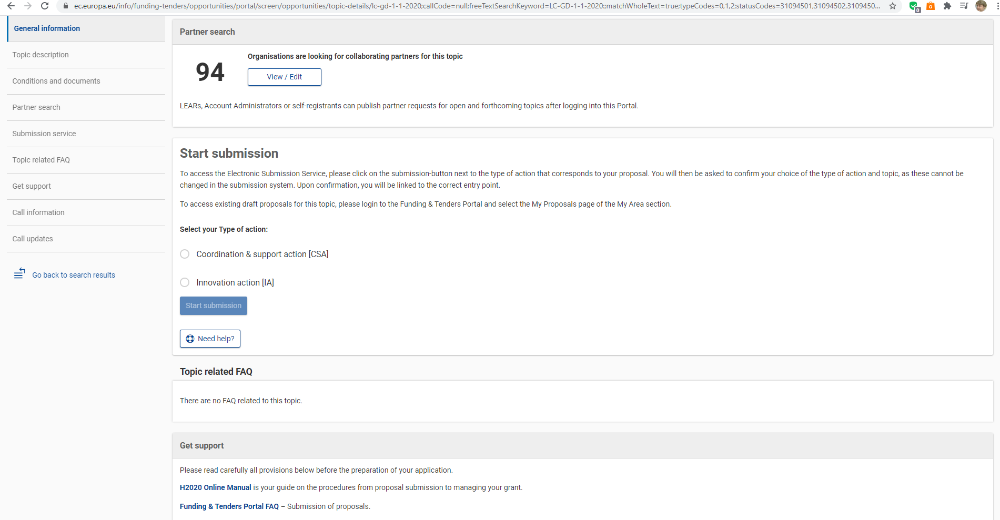 ec.europa.eu/info/funding-tenders/opportunities/portal/screen/opportunities/topic-details/lc-gd-1-1-2020;callCode=null;freeTextSearchKeyword=LC-GD-1-1-2020:;matchWholeText=true;typeCodes=0,1,2;statusCodes=31094501,31094502,3109450...
0
a
General information
Topic description
Conditions and documents
Partner search
Submission service
Topic related FAQ
Get support
Call information
Call updates
Go back to search results
Partner search
94
Organisations are looking for collaborating partners for this topic
View / Edit
LEARs, Account Administrators or self-registrants can publish partner requests for open and forthcoming topics after logging into this Portal.
Start submission
To access the Electronic Submission Service, please click on the submission-button next to the type of action that corresponds to your proposal. You will then be asked to confirm your choice of the type of action and topic, as these cannot be
changed in the submission system. Upon confirmation, you will be linked to the correct entry point.
To access existing draft proposals for this topic, please login to the Funding & Tenders Portal and select the My Proposals page of the My Area section.
Select your Type of action:
Coordination & support action [CSA]
Innovation action [IA]
Start submission
Need help?
Topic related FAQ
There are no FAQ related to this topic.
Get support
Please read carefully all provisions below before the preparation of your application.
H2020 Online Manual is your guide on the procedures from proposal submission to managing your grant.
Funding & Tenders Portal FAQ – Submission of proposals.